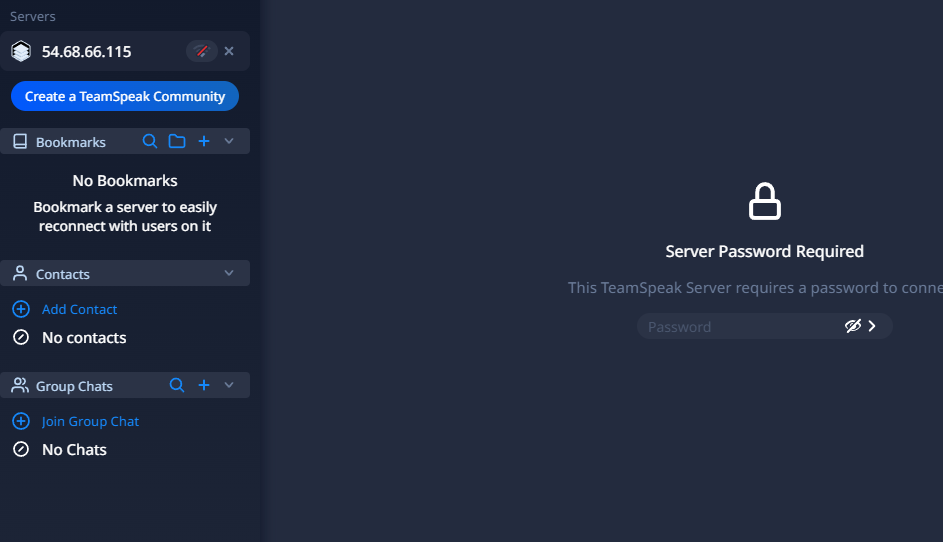 Servers
54.68.66.115
Create a TeamSpeak Community
Bookmarks
No Bookmarks
Bookmark a server to easily
reconnect with users on it
Contacts
Add Contact
No contacts
Group Chats
Join Group Chat
No Chats
Server Password Required
This TeamSpeak Server requires a password to conne
Password